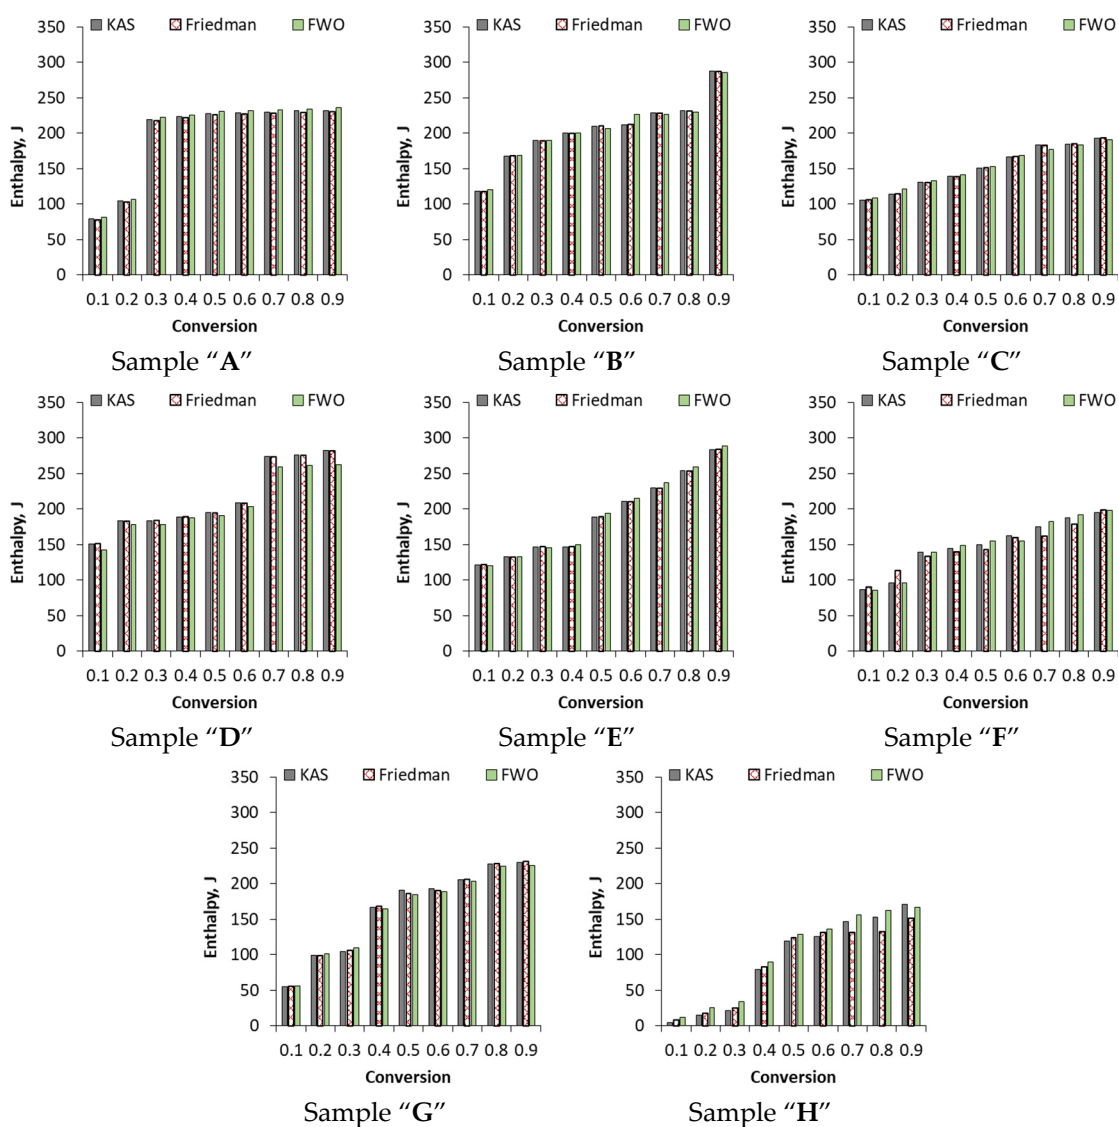 KAS Friedman FWO
350
300
250
200
150
100
50
0
Enthalpy, J
0.1 0.2 0.3 0.4 0.5 0.6 0.7 0.8 0.9
Conversion
Sample “A”
KAS Friedman FWO
350
300
250
200
150
100
50
0
Enthalpy, J
0.1 0.2 0.3 0.4 0.5 0.6 0.7 0.8 0.9
Conversion
Sample “B”
KAS Friedman FWO
350
300
250
200
150
100
50
0
Enthalpy, J
0.1 0.2 0.3 0.4 0.5 0.6 0.7 0.8 0.9
Conversion
Sample “C”
KAS Friedman FWO
350
300
250
200
150
100
50
0
Enthalpy, J
0.1 0.2 0.3 0.4 0.5 0.6 0.7 0.8 0.9
Conversion
Sample “D”
KAS Friedman FWO
350
300
250
200
150
100
50
0
Enthalpy, J
0.1 0.2 0.3 0.4 0.5 0.6 0.7 0.8 0.9
Conversion
Sample “E”
KAS Friedman FWO
350
300
250
200
150
100
50
0
Enthalpy, J
0.1 0.2 0.3 0.4 0.5 0.6 0.7 0.8 0.9
Conversion
Sample “F”
KAS Friedman FWO
350
300
250
200
150
100
50
0
Enthalpy, J
0.1 0.2 0.3 0.4 0.5 0.6 0.7 0.8 0.9
Conversion
Sample “G”
KAS Friedman FWO
350
300
250
200
150
100
50
0
Enthalpy, J
0.1 0.2 0.3 0.4 0.5 0.6 0.7 0.8 0.9
Conversion
Sample “H”